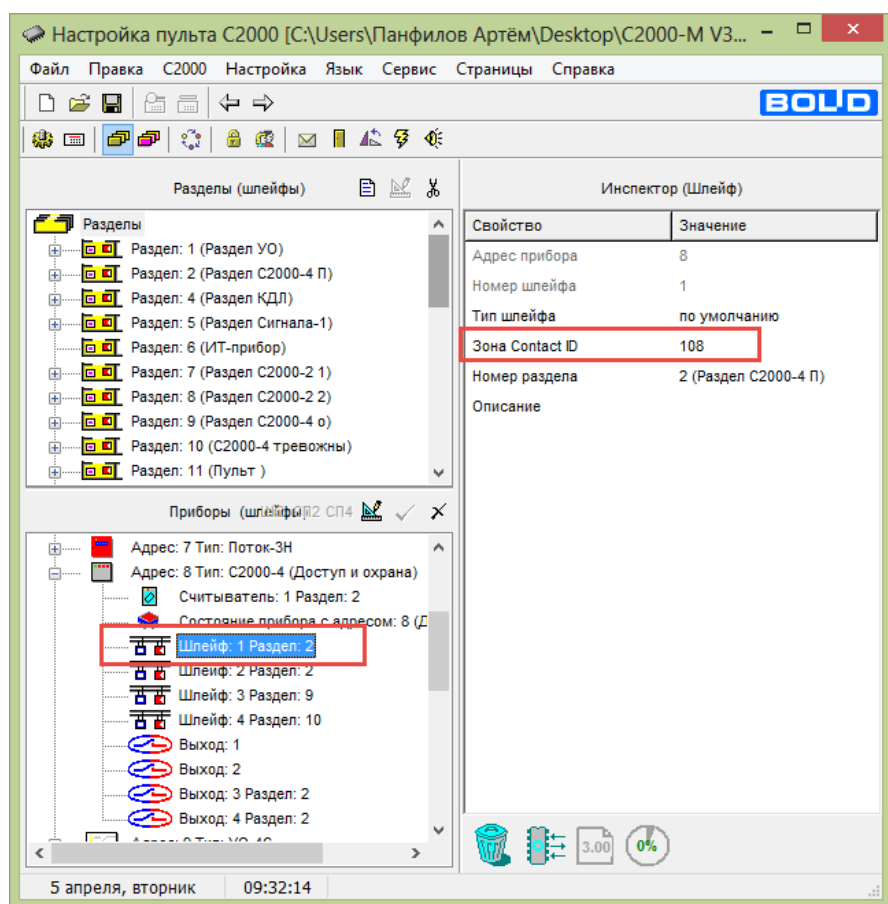 Настройка пульта С2000 [C:\Users\Панфилов Артём\Desktop\C2000-M V3...
Файл Правка С2000 Настройка Язык Сервис Страницы Справка
BOLID
Разделы (шлейфы)
Разделы
Раздел: 1 (Раздел УО)
Раздел: 2 (Раздел С2000-4 П)
Раздел: 4 (Раздел КДЛ)
Раздел: 5 (Раздел Сигнала-1)
Раздел: 6 (ИТ-прибор)
Раздел: 7 (Раздел С2000-2 1)
Раздел: 8 (Раздел С2000-2 2)
Раздел: 9 (Раздел С2000-4 о)
Раздел: 10 (С2000-4 тревожны)
Раздел: 11 (Пульт )
Приборы (шлейфы) СП4
Адрес: 7 Тип: Поток-3Н
Адрес: 8 Тип: С2000-4 (Доступ и охрана)
Считыватель: 1 Раздел: 2
Состояние прибора с адресом: 8 (Д
Шлейф: 1 Раздел: 2
Шлейф: 2 Раздел: 2
Шлейф: 3 Раздел: 9
Шлейф: 4 Раздел: 10
Выход: 1
Выход: 2
Выход: 3 Раздел: 2
Выход: 4 Раздел: 2
Инспектор (Шлейф)
Свойство Значение
Адрес прибора 8
Номер шлейфа 1
Тип шлейфа по умолчанию
Зона Contact ID 108
Номер раздела 2 (Раздел С2000-4 П)
Описание
3.00 0%
5 апреля, вторник 09:32:14